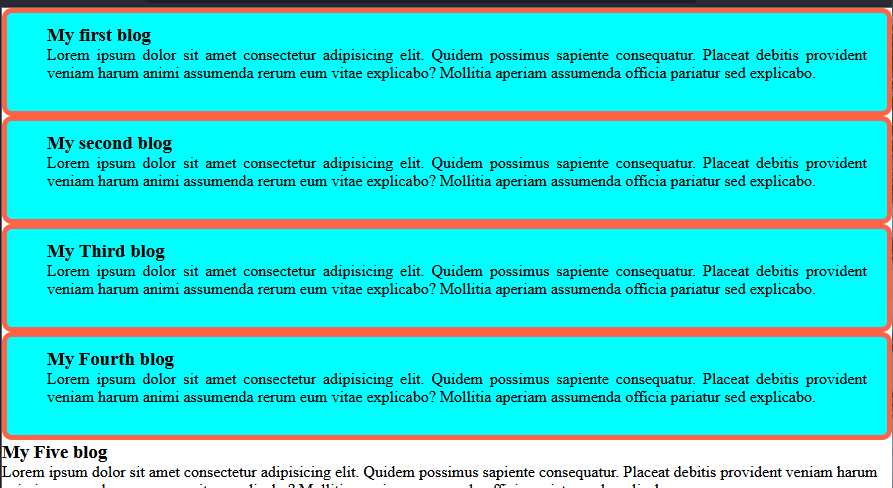 My first blog
Lorem ipsum dolor sit amet consectetur adipisicing elit. Quidem possimus sapiente consequatur. Placeat debitis provident
veniam harum animi assumenda rerum eum vitae explicabo? Mollitia aperiam assumenda officia pariatur sed explicabo.
My second blog
Lorem ipsum dolor sit amet consectetur adipisicing elit. Quidem possimus sapiente consequatur. Placeat debitis provident
veniam harum animi assumenda rerum eum vitae explicabo? Mollitia aperiam assumenda officia pariatur sed explicabo.
My Third blog
Lorem ipsum dolor sit amet consectetur adipisicing elit. Quidem possimus sapiente consequatur. Placeat debitis provident
veniam harum animi assumenda rerum eum vitae explicabo? Mollitia aperiam assumenda officia pariatur sed explicabo.
My Fourth blog
Lorem ipsum dolor sit amet consectetur adipisicing elit. Quidem possimus sapiente consequatur. Placeat debitis provident
veniam harum animi assumenda rerum eum vitae explicabo? Mollitia aperiam assumenda officia pariatur sed explicabo.
My Five blog
Lorem ipsum dolor sit amet consectetur adipisicing elit. Quidem possimus sapiente consequatur. Placeat debitis provident veniam harum